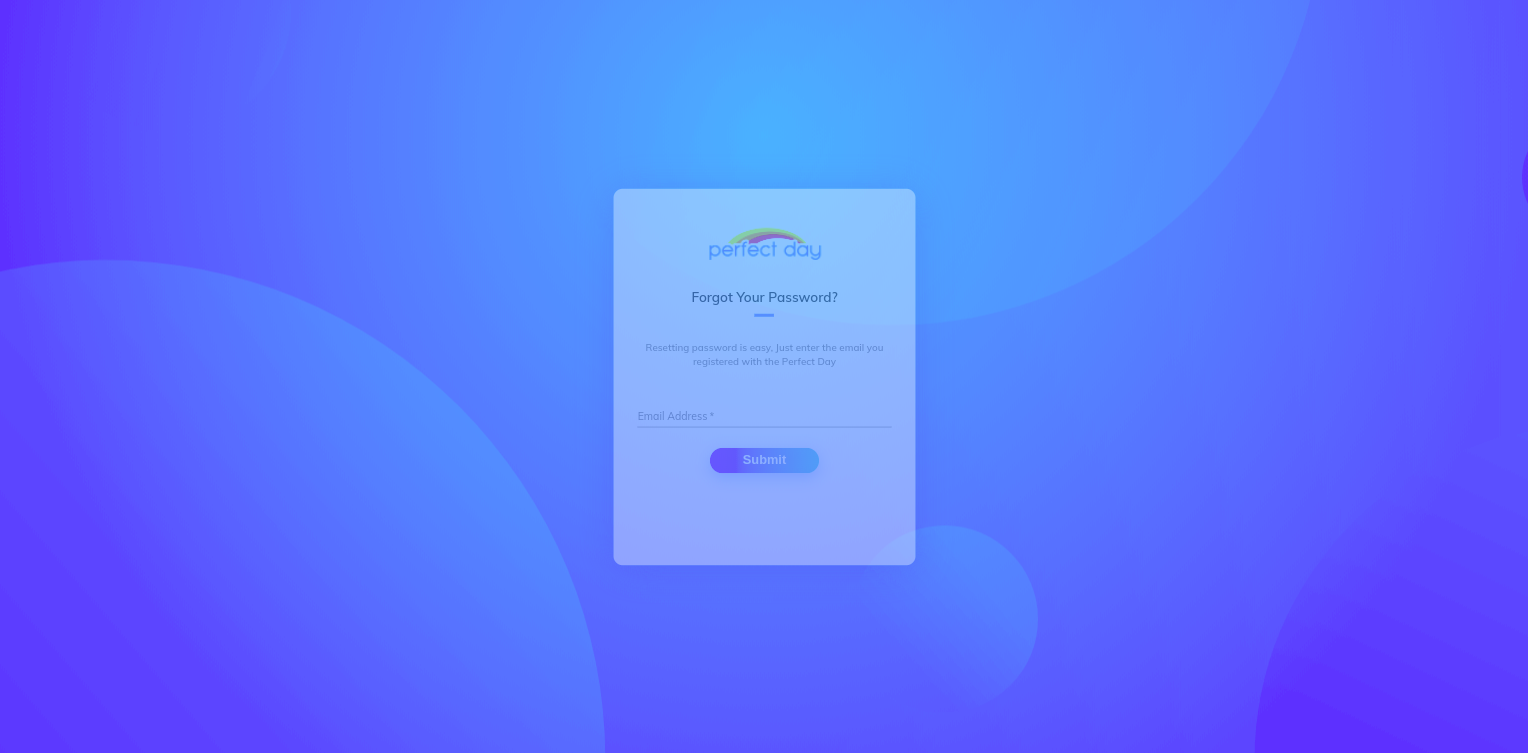 perfect day
Forgot Your Password?
Resetting password is easy, Just enter the email you
registered with the Perfect Day
Email Address *
Submit